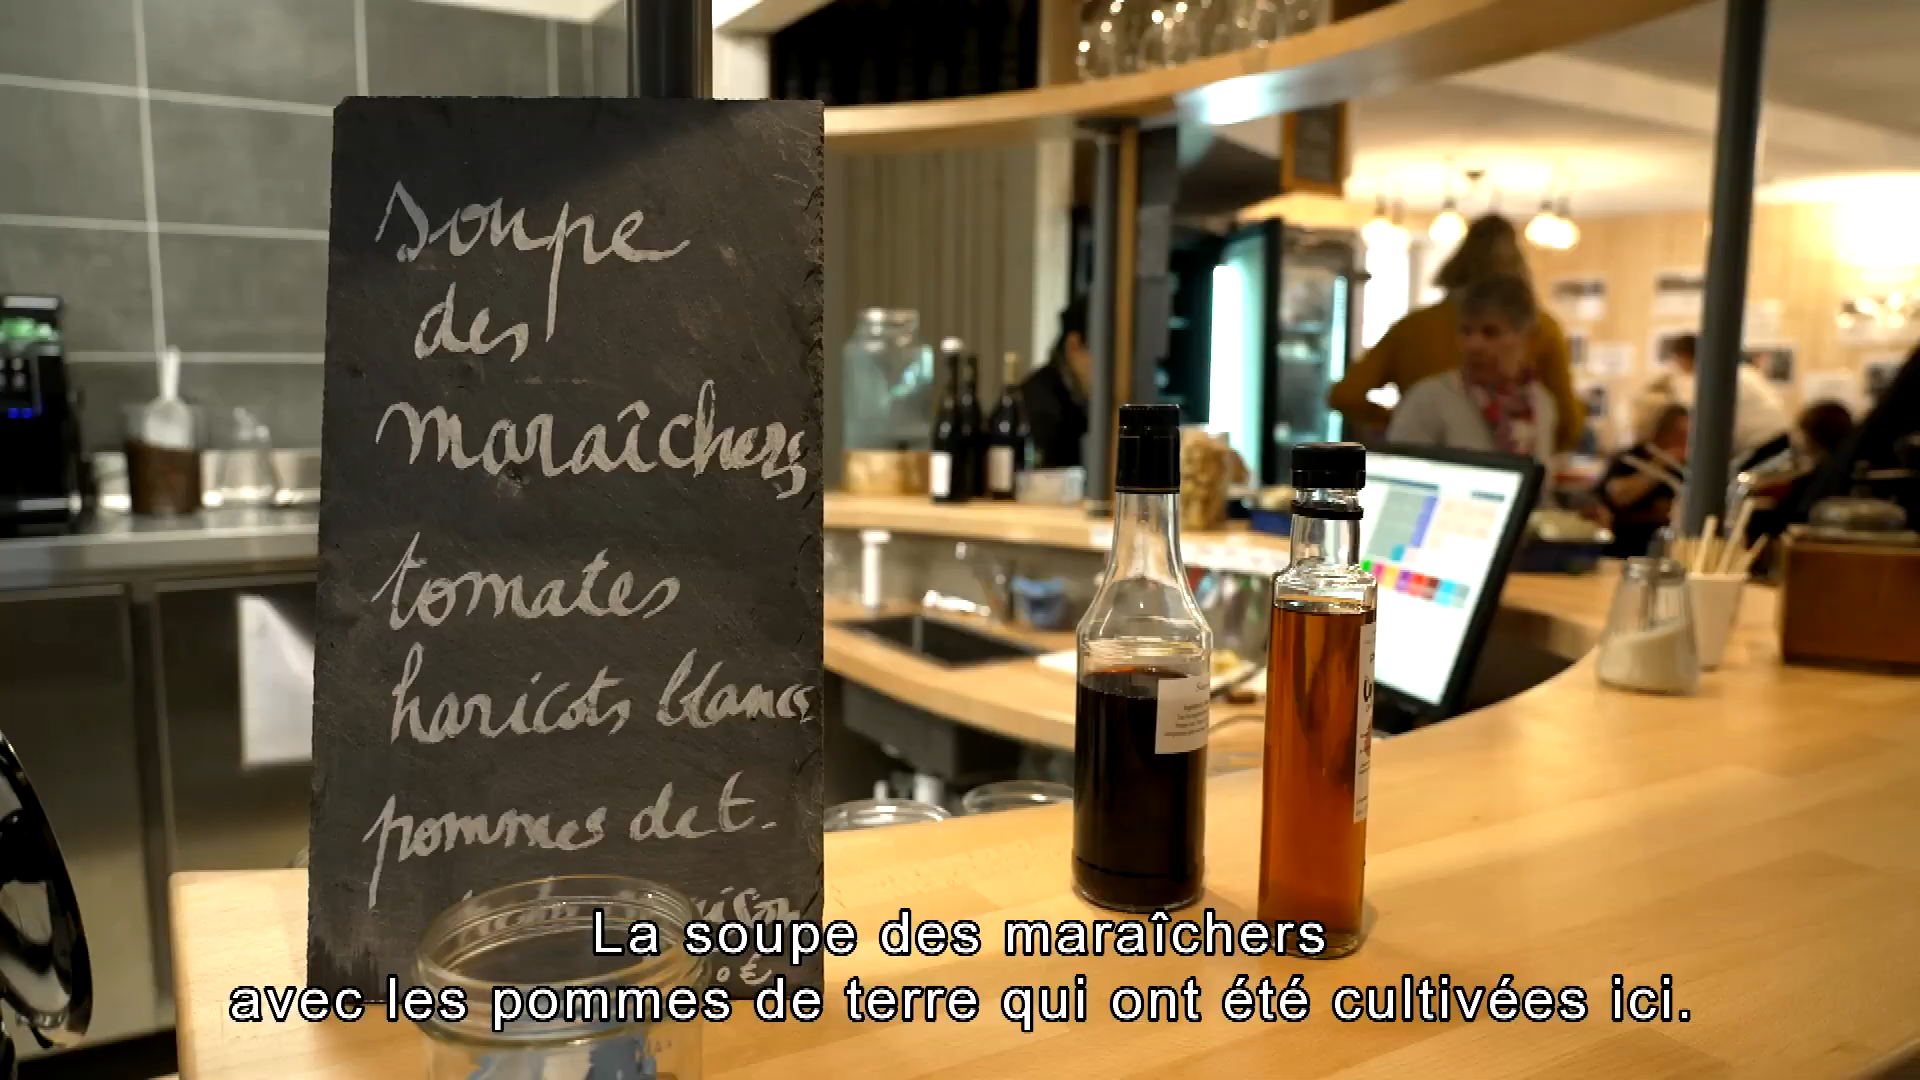 soupe
des
maraîchers
tomates
haricots blancs
pommes de t.
La soupe des maraîchers
avec les pommes de terre qui ont été cultivées ici.